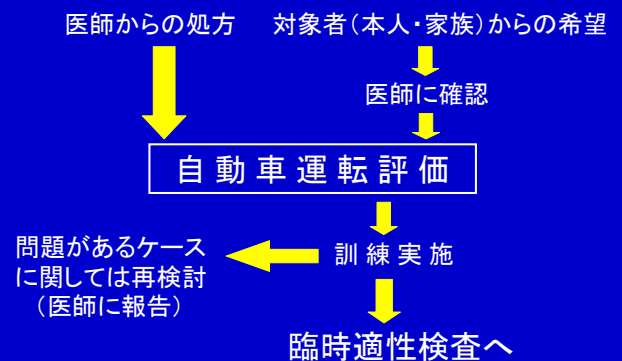 医師からの処方
対象者(本人・家族)からの希望
医師に確認
自動車運転評価
訓練実施
問題があるケース
に関しては再検討
(医師に報告)
臨時適性検査へ